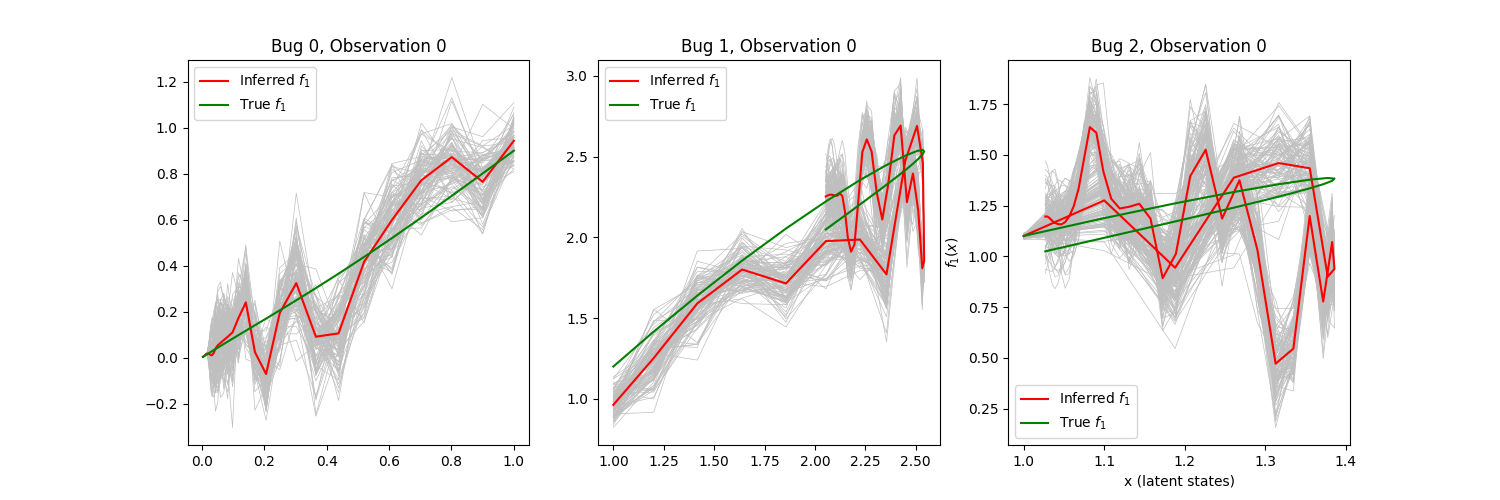 Bug 0, Observation 0
Inferred f₁
True f₁
1.2
1.0
0.8
0.6
0.4
0.2
0.0
−0.2
0.0 0.2 0.4 0.6 0.8 1.0
Bug 1, Observation 0
Inferred f₁
True f₁
3.0
2.5
2.0
1.5
1.0
1.00 1.25 1.50 1.75 2.00 2.25 2.50
Bug 2, Observation 0
f₁(x)
1.75
1.50
1.25
1.00
0.75
0.50
0.25
Inferred f₁
True f₁
1.0 1.1 1.2 1.3 1.4
x (latent states)